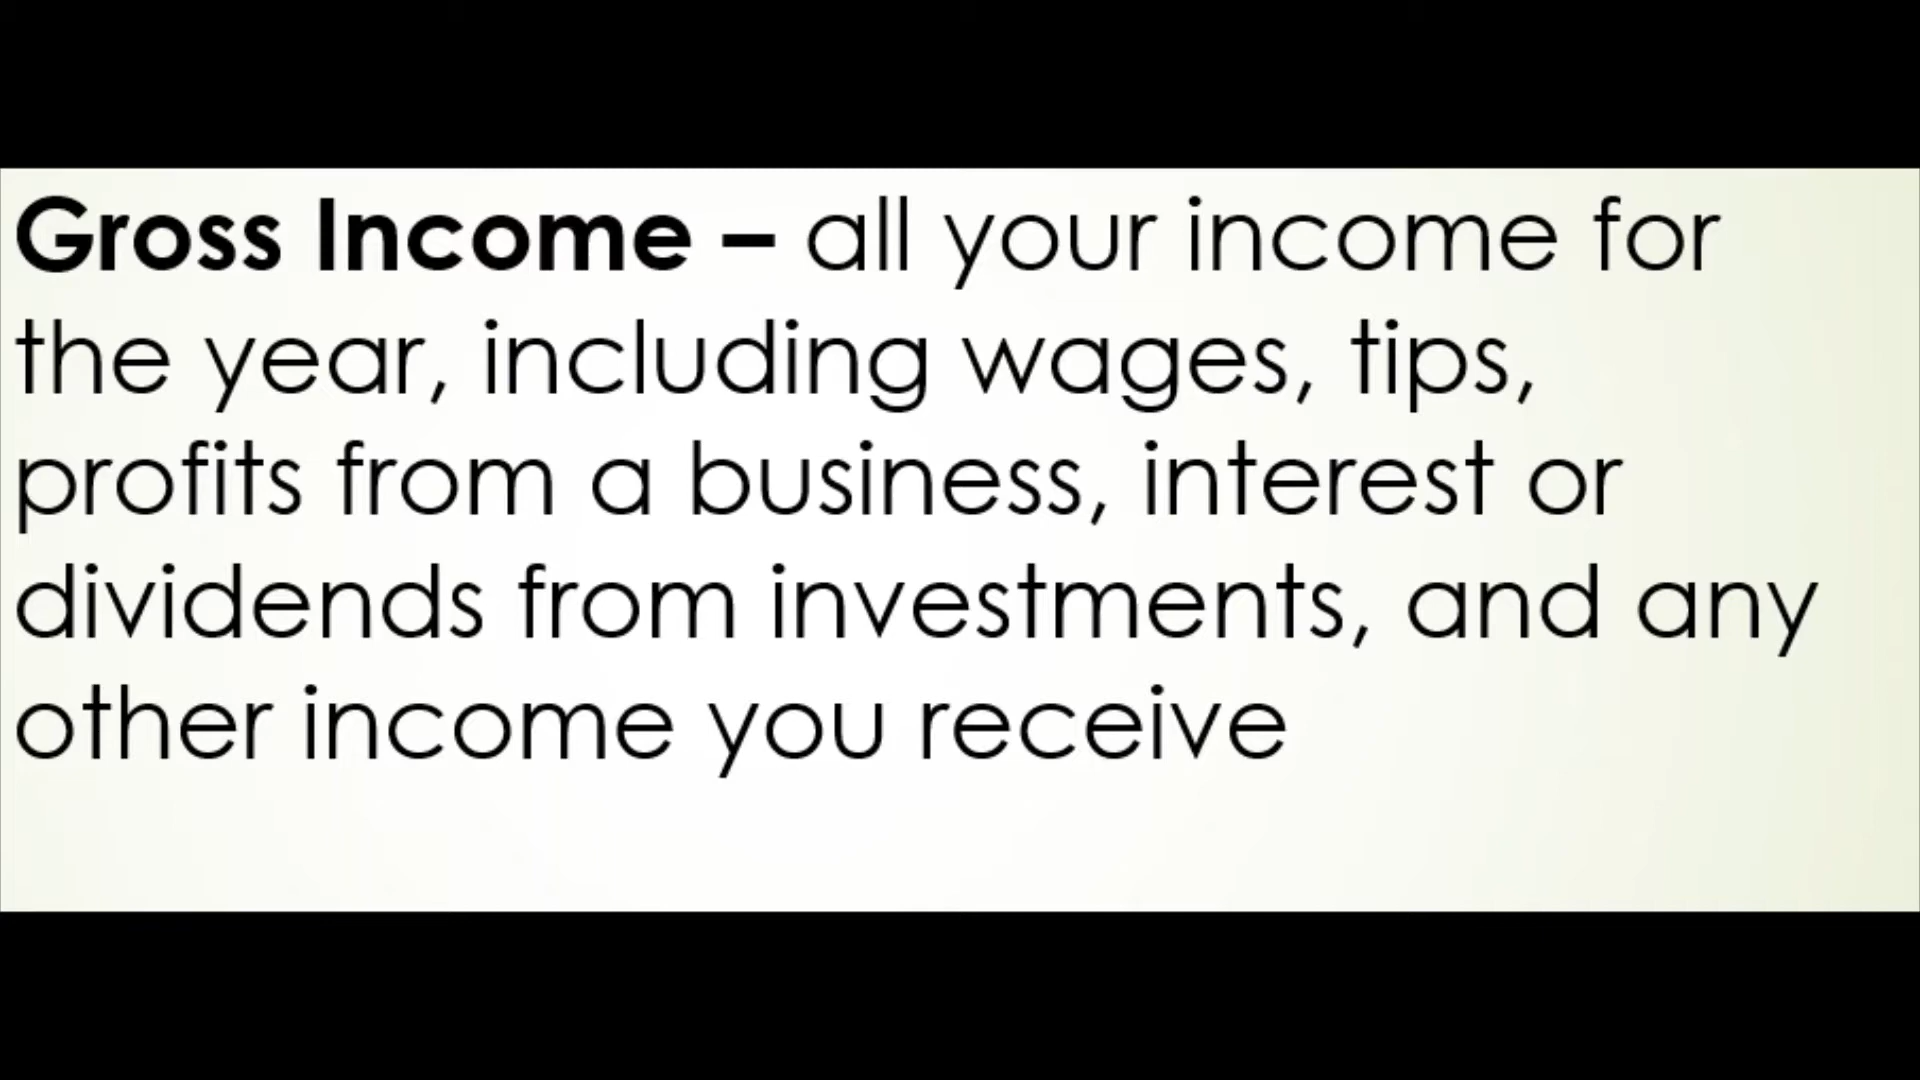 Gross Income – all your income for
the year, including wages, tips,
profits from a business, interest or
dividends from investments, and any
other income you receive